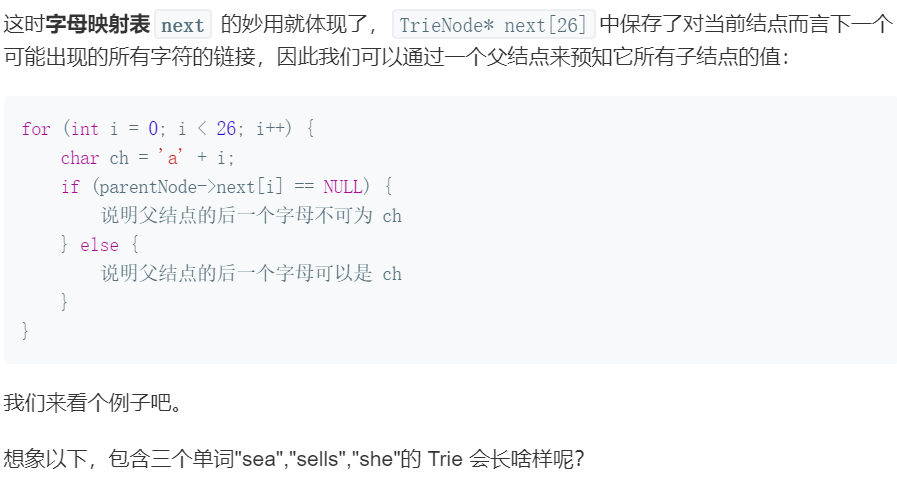 这时字母映射表 next 的妙用就体现了， TrieNode* next[26] 中保存了对当前结点而言下一个
可能出现的所有字符的链接，因此我们可以通过一个父结点来预知它所有子结点的值：
for (int i = 0; i < 26; i++) {
    char ch = 'a' + i;
    if (parentNode->next[i] == NULL) {
        说明父结点的后一个字母不可为 ch
    } else {
        说明父结点的后一个字母可以是 ch
    }
}
我们来看个例子吧。
想象以下，包含三个单词"sea","sells","she"的 Trie 会长啥样呢？